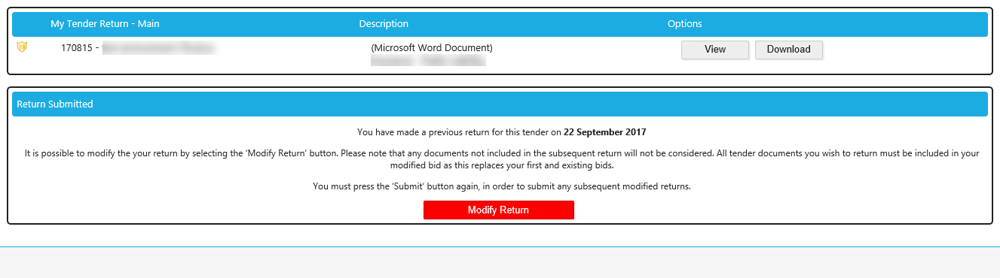 My Tender Return - Main Description Options
170815 - (Microsoft Word Document) View Download
Return Submitted
You have made a previous return for this tender on 22 September 2017
It is possible to modify the your return by selecting the ‘Modify Return’ button. Please note that any documents not included in the subsequent return will not be considered. All tender documents you wish to return must be included in your
modified bid as this replaces your first and existing bids.
You must press the ‘Submit’ button again, in order to submit any subsequent modified returns.
Modify Return